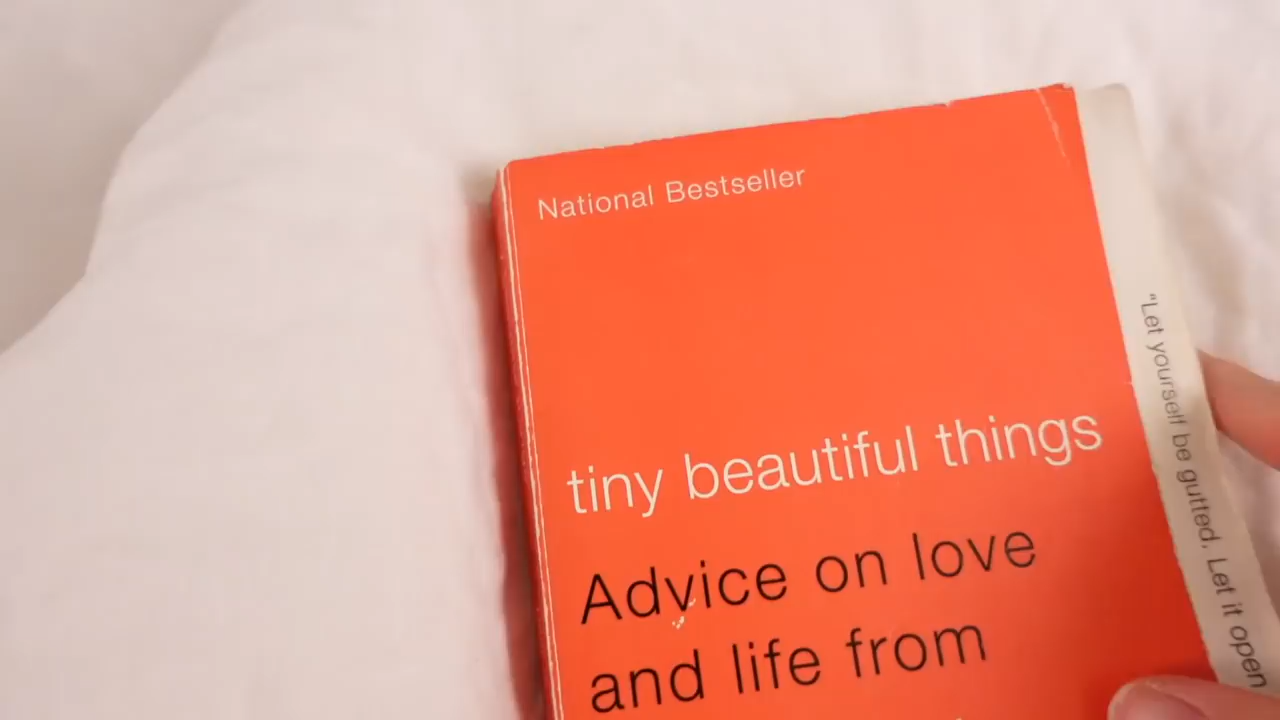 National Bestseller
tiny beautiful things
Advice on love
and life from
"Let yourself be gutted. Let it open